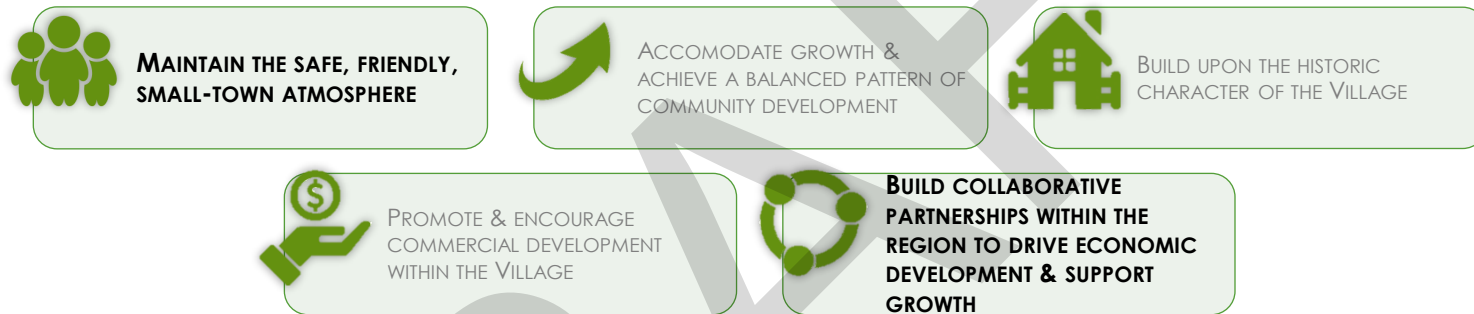 MAINTAIN THE SAFE, FRIENDLY,
SMALL-TOWN ATMOSPHERE
ACCOMODATE GROWTH &
ACHIEVE A BALANCED PATTERN OF
COMMUNITY DEVELOPMENT
BUILD UPON THE HISTORIC
CHARACTER OF THE VILLAGE
$
PROMOTE & ENCOURAGE
COMMERCIAL DEVELOPMENT
WITHIN THE VILLAGE
BUILD COLLABORATIVE
PARTNERSHIPS WITHIN THE
REGION TO DRIVE ECONOMIC
DEVELOPMENT & SUPPORT
GROWTH